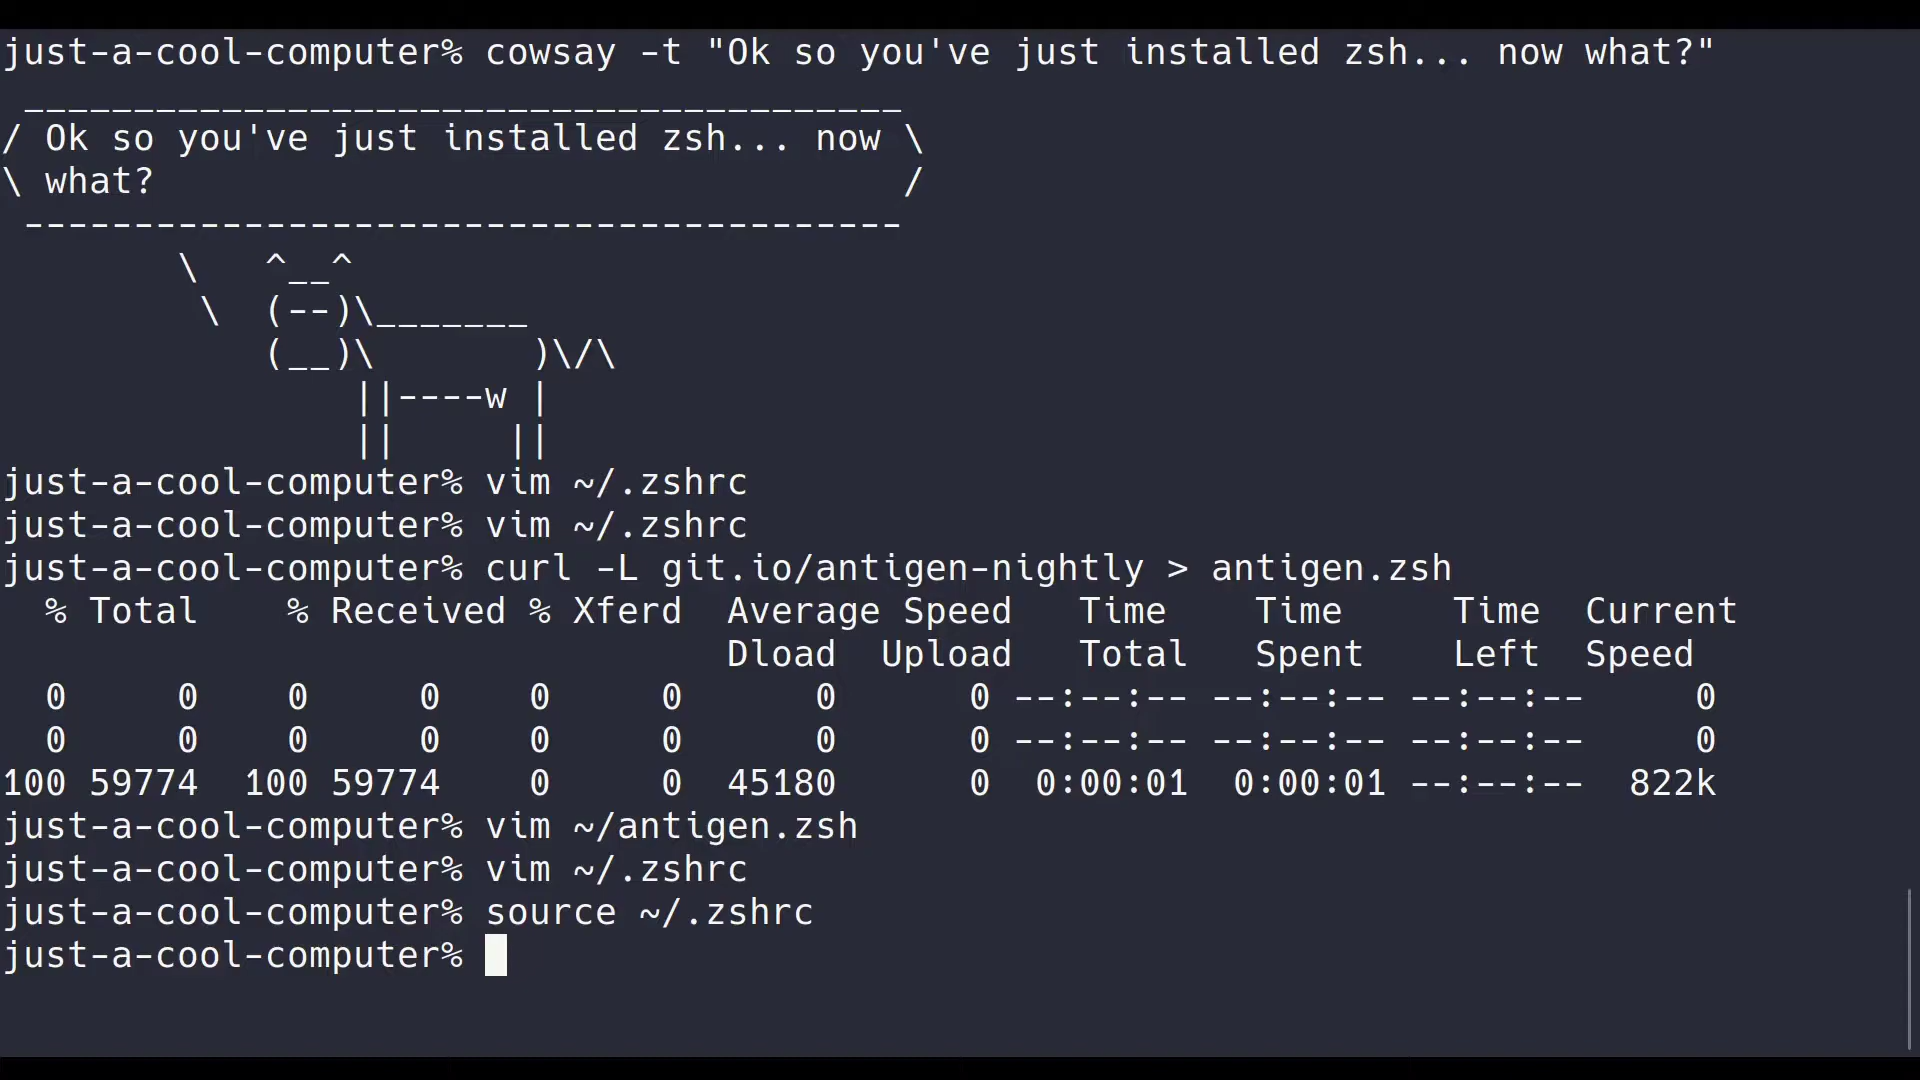 just-a-cool-computer% cowsay -t "Ok so you've just installed zsh... now what?"
 ________________________________________
/ Ok so you've just installed zsh... now \
\ what?                                  /
 ----------------------------------------
        \   ^__^
         \  (--)\_______
            (__)\       )\/\
                ||----w |
                ||     ||
just-a-cool-computer% vim ~/.zshrc
just-a-cool-computer% vim ~/.zshrc
just-a-cool-computer% curl -L git.io/antigen-nightly > antigen.zsh
  % Total    % Received % Xferd  Average Speed   Time    Time     Time  Current
                                 Dload  Upload   Total   Spent    Left  Speed
  0     0    0     0    0     0      0      0 --:--:-- --:--:-- --:--:--     0
  0     0    0     0    0     0      0      0 --:--:-- --:--:-- --:--:--     0
100 59774  100 59774    0     0  45180      0  0:00:01  0:00:01 --:--:--  822k
just-a-cool-computer% vim ~/antigen.zsh
just-a-cool-computer% vim ~/.zshrc
just-a-cool-computer% source ~/.zshrc
just-a-cool-computer%